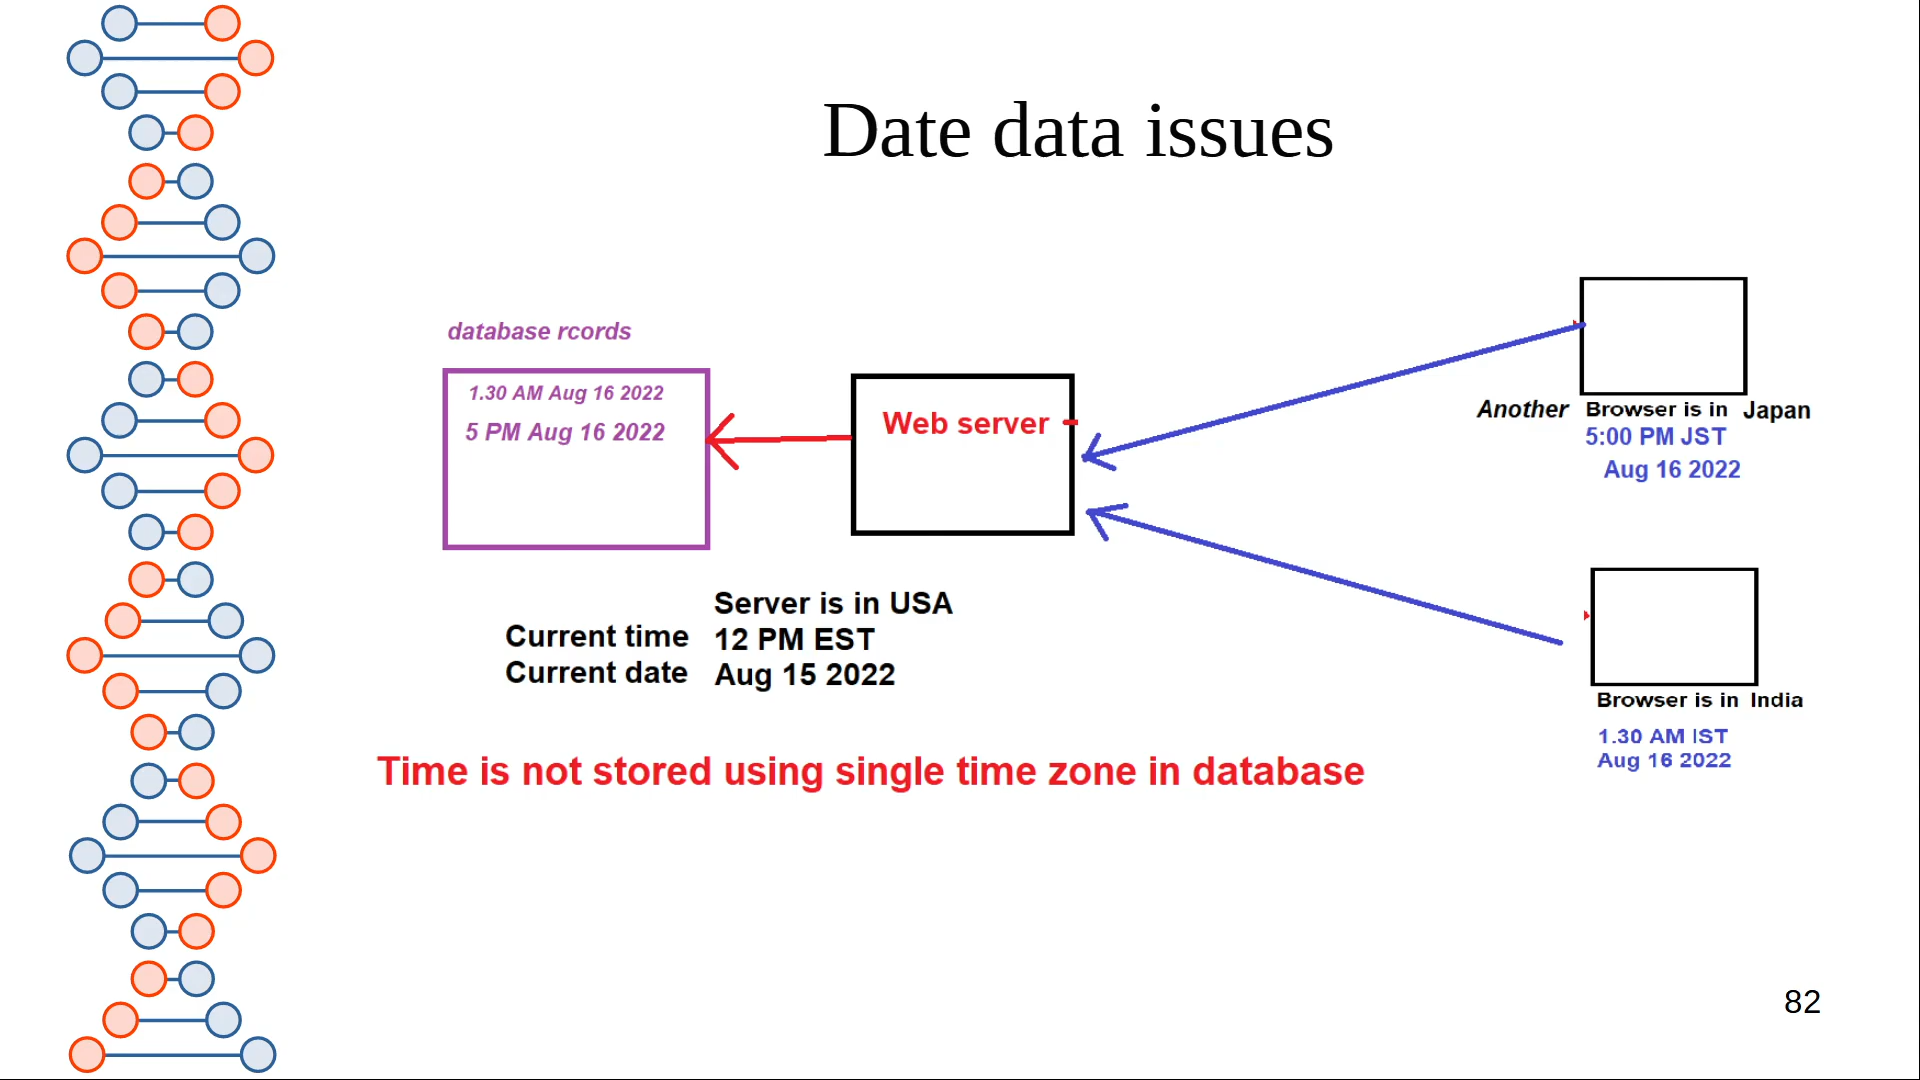 Date data issues
database rcords
1.30 AM Aug 16 2022
5 PM Aug 16 2022
Web server
Another Browser is in Japan
5:00 PM JST
Aug 16 2022
Server is in USA
Current time 12 PM EST
Current date Aug 15 2022
Browser is in India
1.30 AM IST
Aug 16 2022
Time is not stored using single time zone in database
82